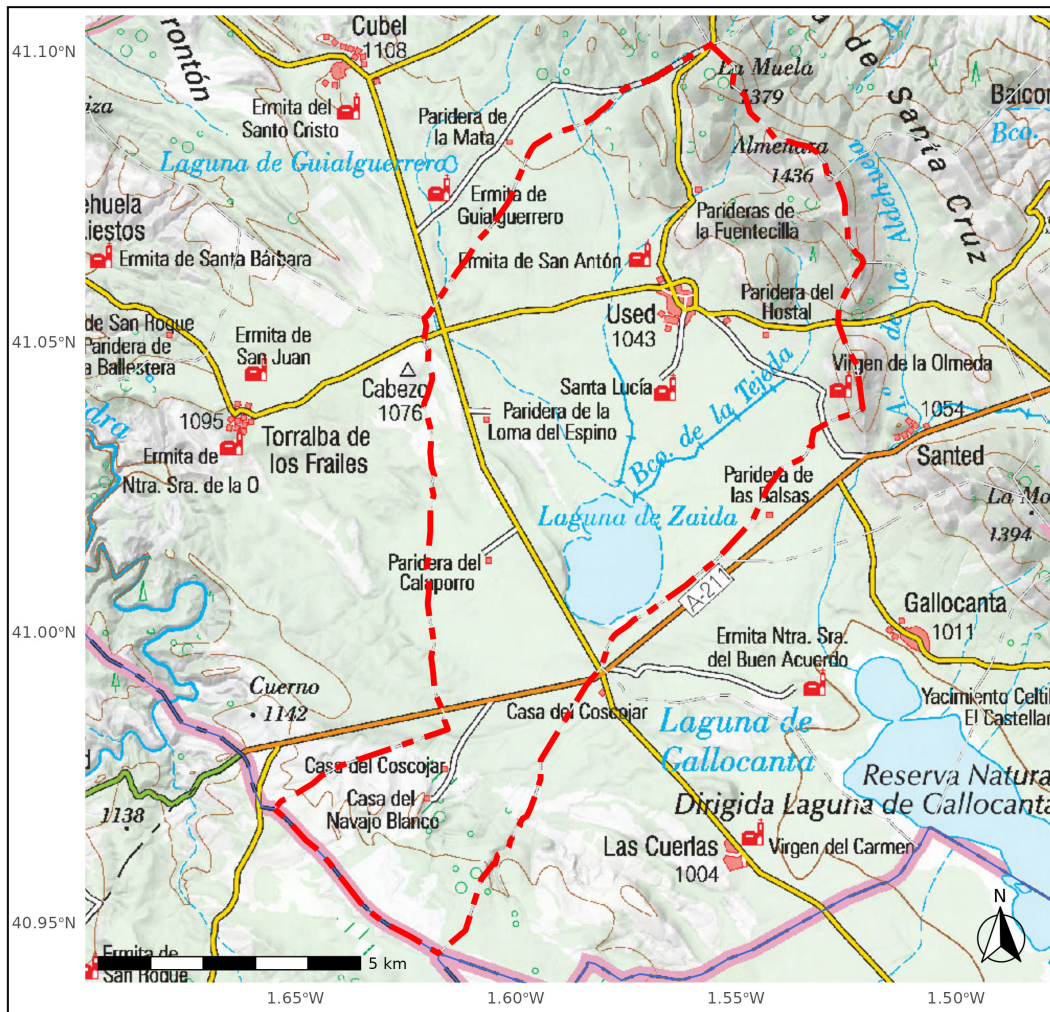 41.10°N
41.05°N
41.00°N
40.95°N
Cubel
1108
rontón
Ermita del
Santo Cristo
Paridera de
la Mata
Laguna de Guialguerrero
Ermita de
Guialguerrero
La Muela
1379
Almenara
1436
de
Santa Cruz
Bco.
ehuela
Liestos
Ermita de Santa Bárbara
Ermita de San Antón
Parideras de
la Fuentecilla
Used
1043
Paridera del
Hostal
A.º de la Aldehuela
de San Roque
Paridera de
a Ballestera
Ermita de
San Juan
Cabezo
1076
Santa Lucía
Virgen de la Olmeda
Bco. de la Tejeda
1095
Torralba de
los Frailes
Ermita de
Ntra. Sra. de la O
Paridera de la
Loma del Espino
1054
Santed
Paridera de
las Balsas
La Mo
1394
dra
Laguna de Zaida
Paridera del
Calaporro
A-211
Gallocanta
1011
Ermita Ntra. Sra.
del Buen Acuerdo
Cuerno
1142
Casa del Coscojar
Yacimiento Celti
El Castellar
Laguna de
Gallocanta
Casa del Coscojar
Casa del
Navajo Blanco
Reserva Natura
Dirigida Laguna de Gallocanta
1138
Las Cuerlas
1004
Virgen del Carmen
Ermita de
San Roque
5 km
N
1.65°W
1.60°W
1.55°W
1.50°W